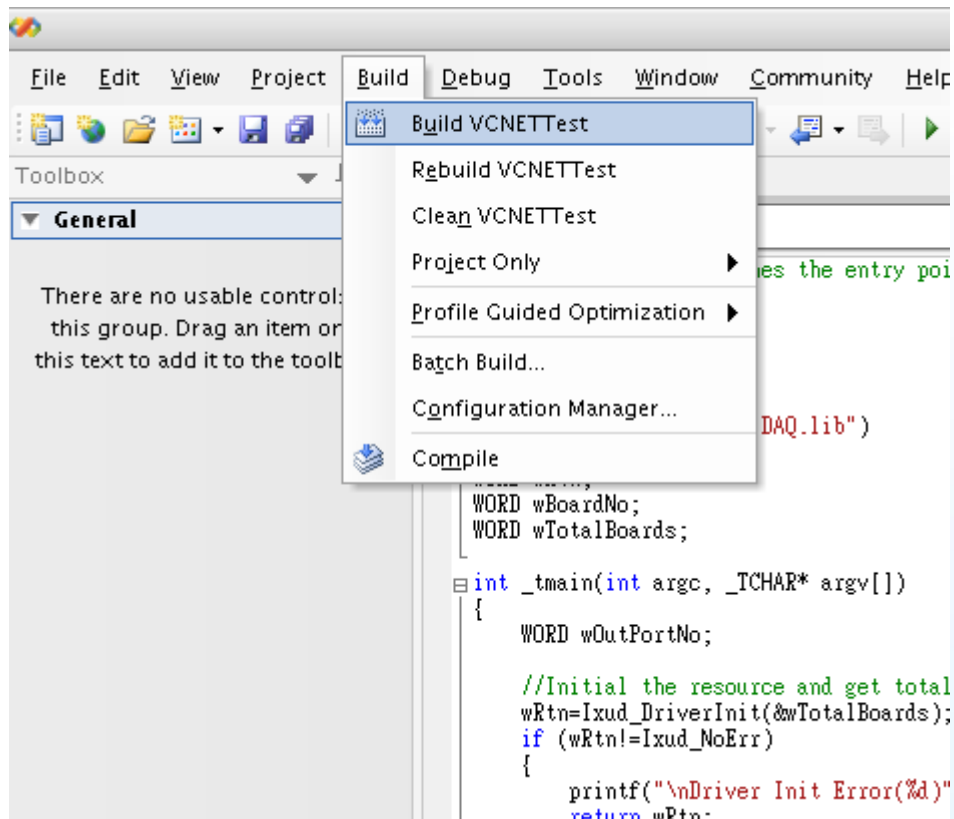 File Edit View Project Build Debug Tools Window Community Help
Toolbox
General
There are no usable control
this group. Drag an item
this text to add it to the
Build VCNETTest
Rebuild VCNETTest
Clean VCNETTest
Project Only
Profile Guided Optimization
Batch Build...
Configuration Manager...
Compile
the entry
DAQ.lib")
WORD wBoardNo;
WORD wTotalBoards;
int _tmain(int argc, _TCHAR* argv[])
{
WORD wOutPortNo;
//Initial the resource and get total
wRtn=Ixud_DriverInit(&wTotalBoards);
if (wRtn!=Ixud_NoErr)
{
printf("\nDriver Init Error(%d)"
return wRtn;